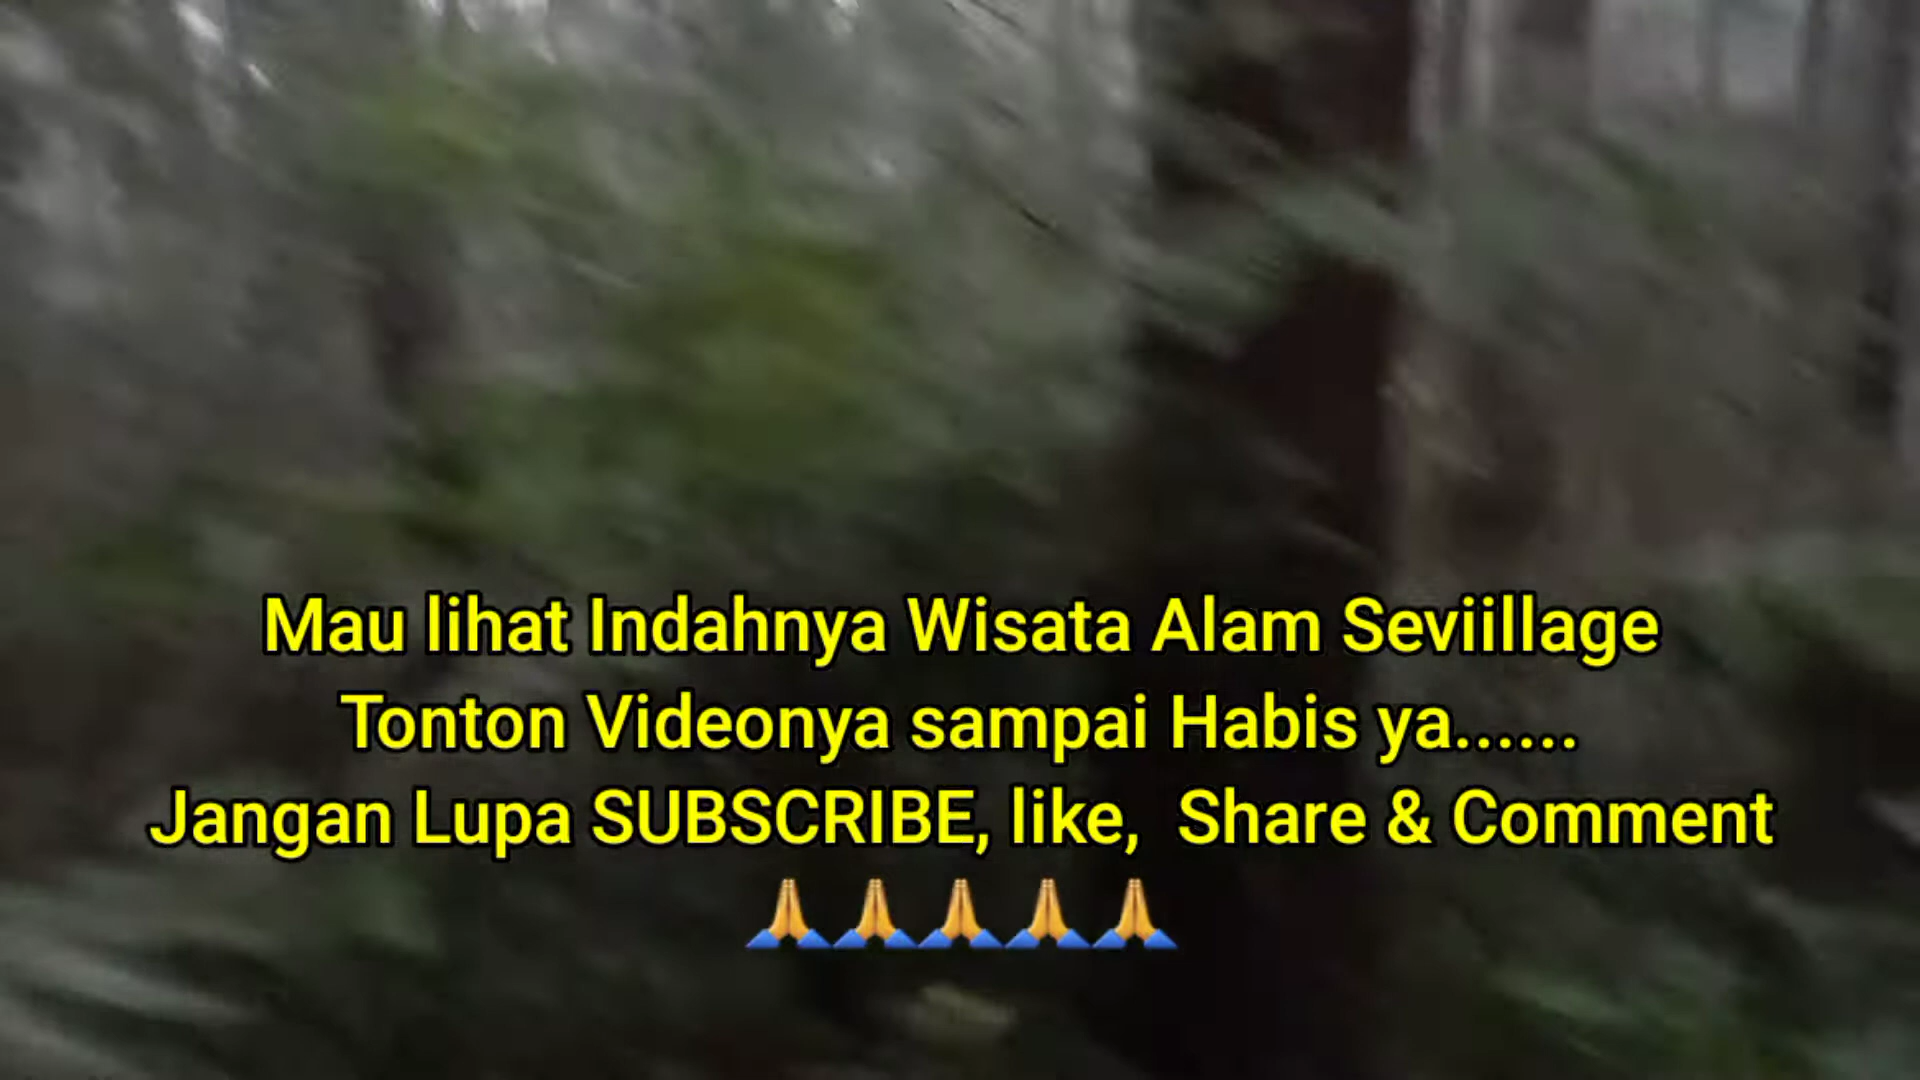 Mau lihat Indahnya Wisata Alam Seviillage
Tonton Videonya sampai Habis ya......
Jangan Lupa SUBSCRIBE, like,  Share & Comment
🙏🙏🙏🙏🙏